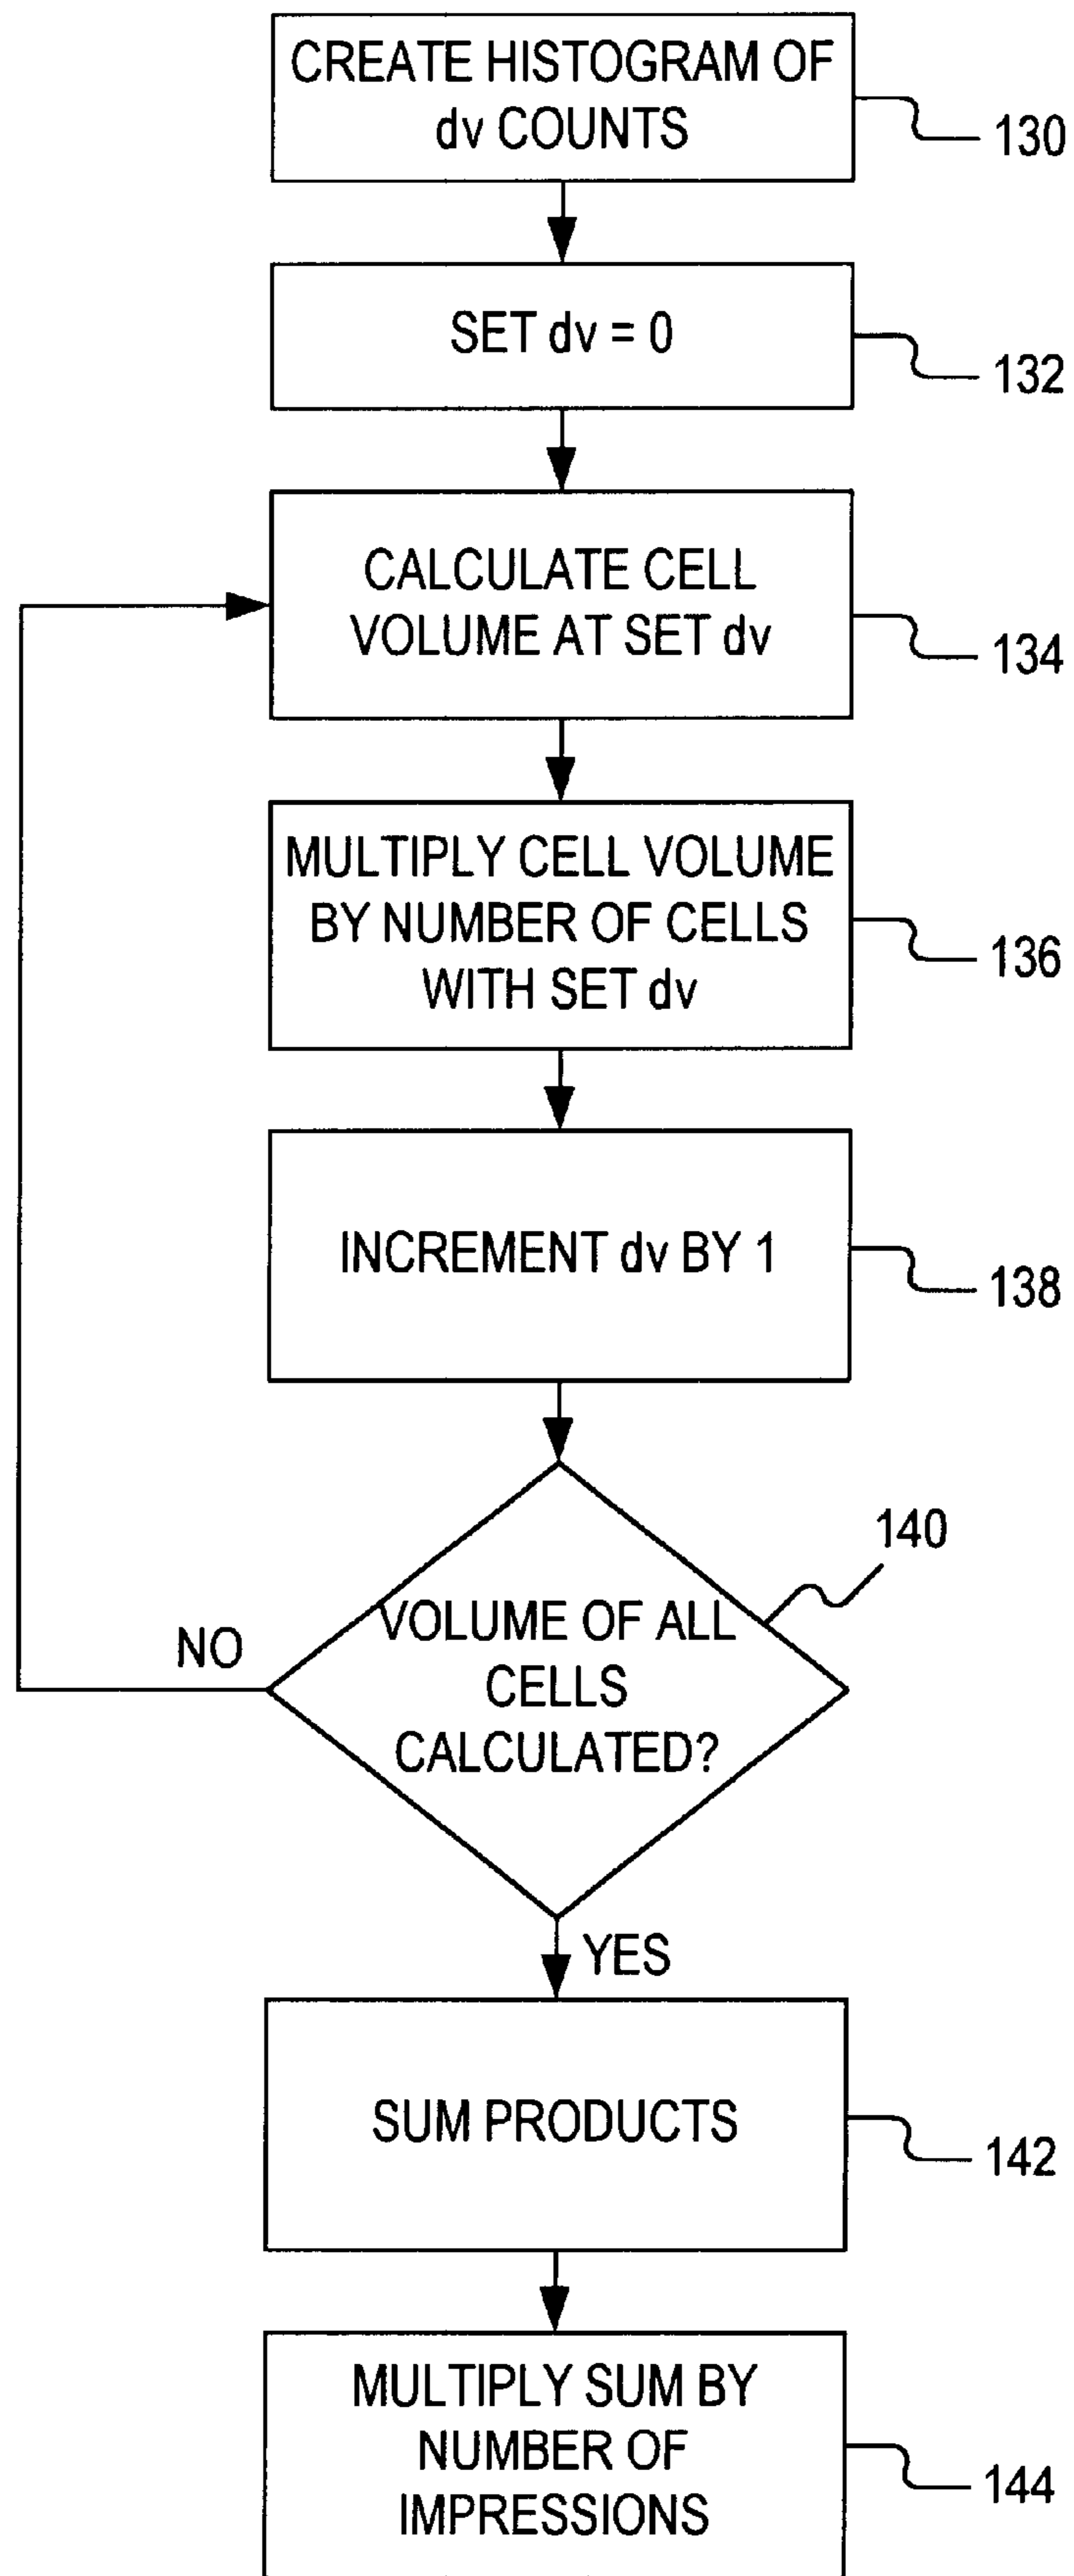 CREATE HISTOGRAM OF
dv COUNTS
130
SET dv = 0
132
CALCULATE CELL
VOLUME AT SET dv
134
MULTIPLY CELL VOLUME
BY NUMBER OF CELLS
WITH SET dv
136
INCREMENT dv BY 1
138
140
VOLUME OF ALL
CELLS
CALCULATED?
NO
YES
SUM PRODUCTS
142
MULTIPLY SUM BY
NUMBER OF
IMPRESSIONS
144